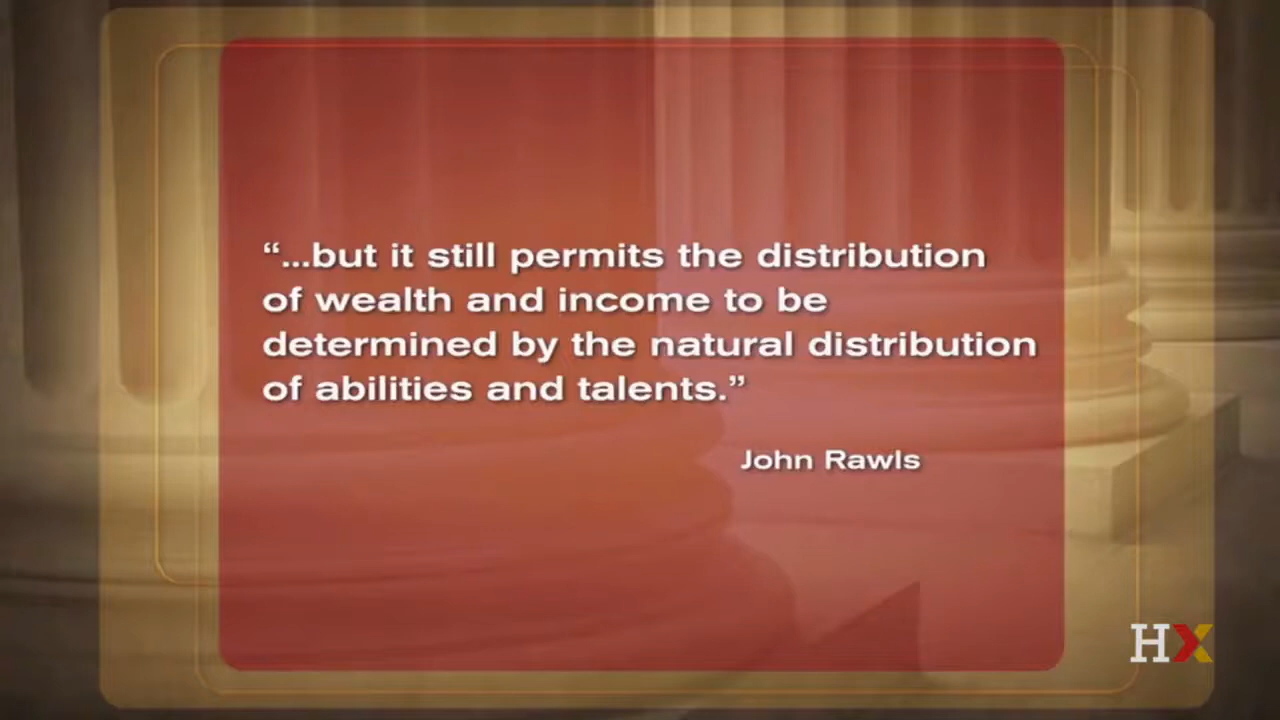 “...but it still permits the distribution
of wealth and income to be
determined by the natural distribution
of abilities and talents.”
John Rawls
HX